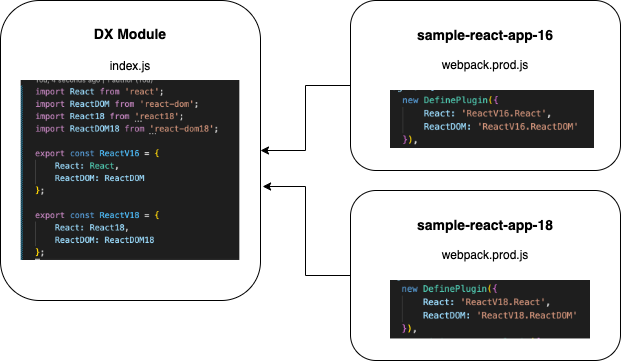 DX Module
index.js
You, 4 seconds ago | 1 author (You)
import React from 'react';
import ReactDOM from 'react-dom';
import React18 from 'react18';
import ReactDOM18 from 'react-dom18';
export const ReactV16 = {
React: React,
ReactDOM: ReactDOM
};
export const ReactV18 = {
React: React18,
ReactDOM: ReactDOM18
};
sample-react-app-16
webpack.prod.js
new DefinePlugin({
React: 'ReactV16.React',
ReactDOM: 'ReactV16.ReactDOM'
}),
sample-react-app-18
webpack.prod.js
new DefinePlugin({
React: 'ReactV18.React',
ReactDOM: 'ReactV18.ReactDOM'
}),